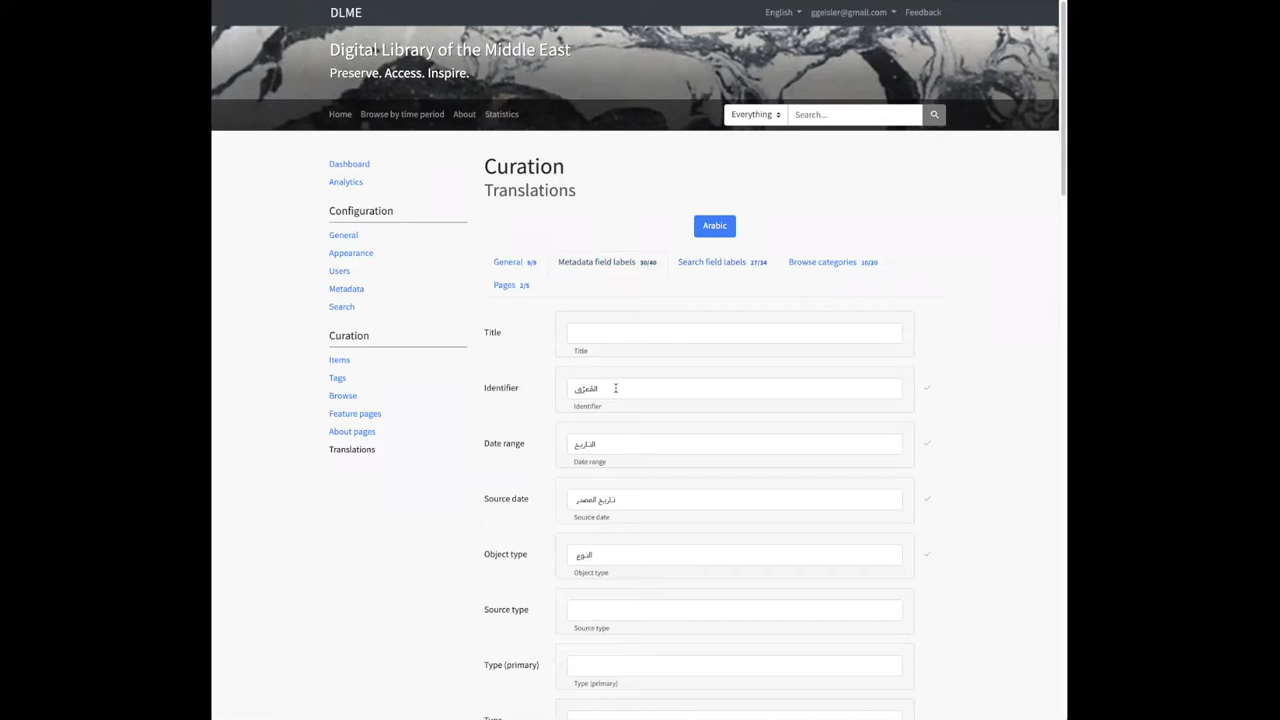 DLME
English
ggeisler@gmail.com
Feedback
Digital Library of the Middle East
Preserve. Access. Inspire.
Home
Browse by time period
About
Statistics
Everything
Search...
Dashboard
Analytics
Configuration
General
Appearance
Users
Metadata
Search
Curation
Items
Tags
Browse
Feature pages
About pages
Translations
Curation
Translations
Arabic
General 9/9
Metadata field labels 30/40
Search field labels 27/34
Browse categories 10/20
Pages 2/5
Title
Title
Identifier
المُعرّف
Identifier
Date range
التاريخ
Date range
Source date
تاريخ المصدر
Source date
Object type
النوع
Object type
Source type
Source type
Type (primary)
Type (primary)
Type